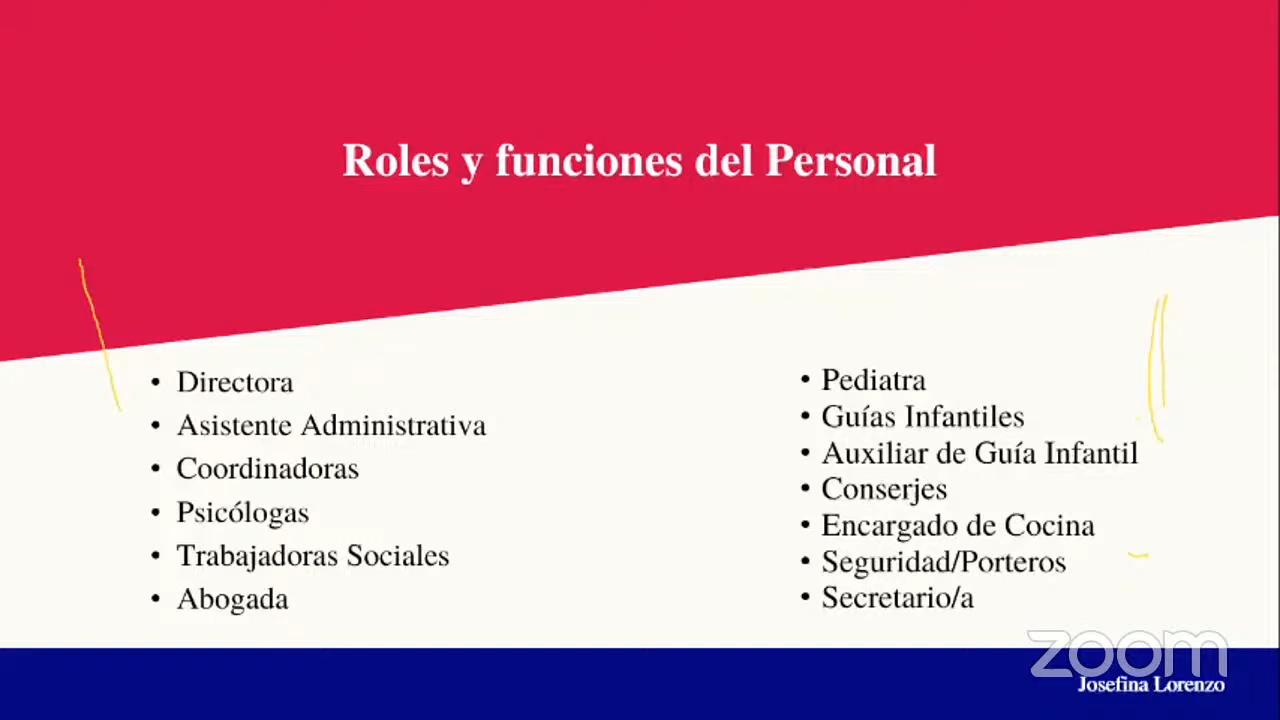 Roles y funciones del Personal
• Directora
• Asistente Administrativa
• Coordinadoras
• Psicólogas
• Trabajadoras Sociales
• Abogada
• Pediatra
• Guías Infantiles
• Auxiliar de Guía Infantil
• Conserjes
• Encargado de Cocina
• Seguridad/Porteros
• Secretario/a
zoom
Josefina Lorenzo